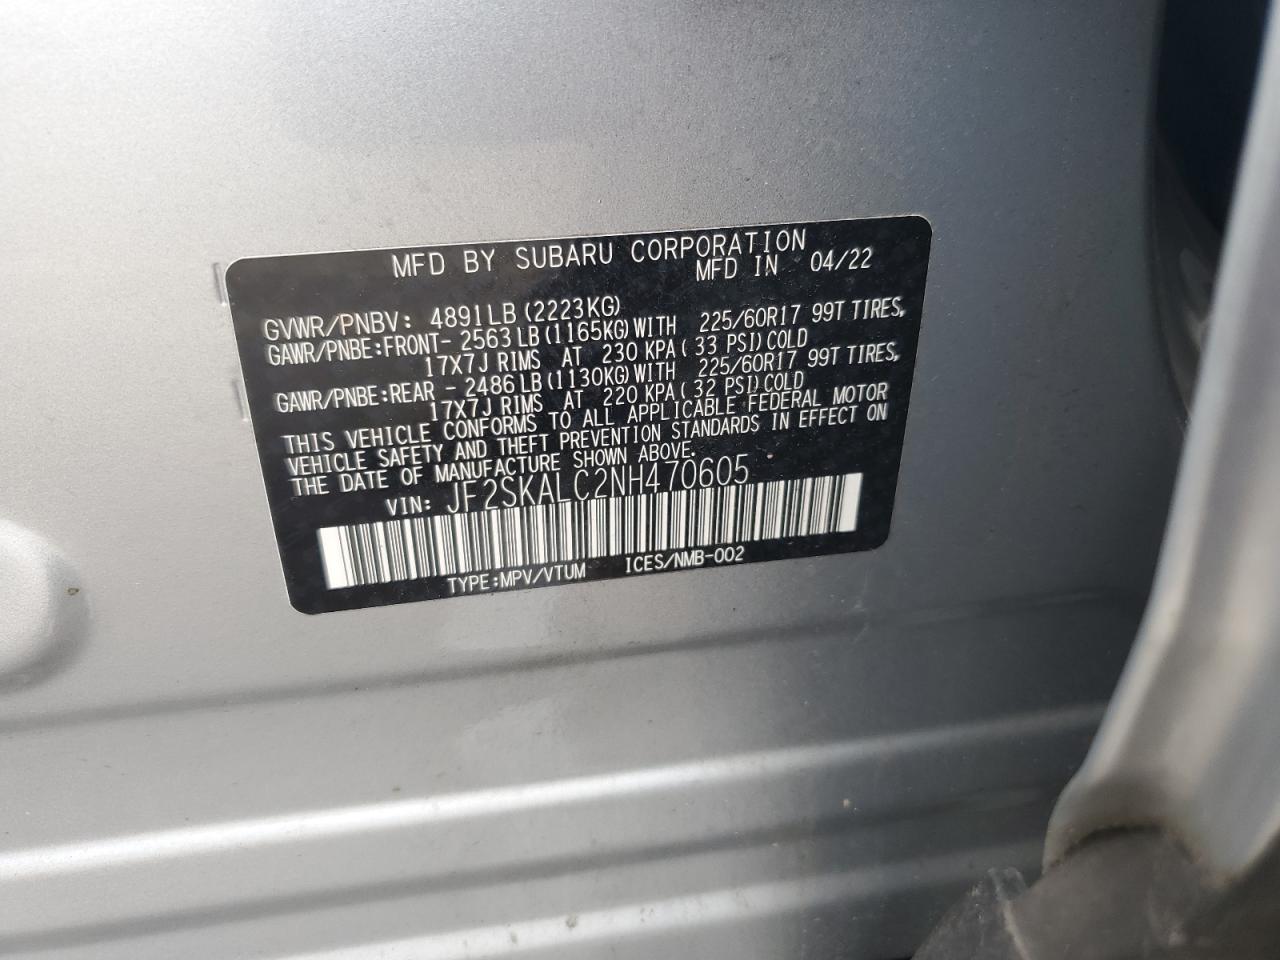 MFD BY SUBARU CORPORATION
MFD IN 04/22
GVWR/PNBV: 4891LB(2223KG)
GAWR/PNBE:FRONT- 2563LB(1165KG)WITH 225/60R17 99T TIRES,
17X7J RIMS AT 230 KPA( 33 PSI)COLD
GAWR/PNBE:REAR - 2486LB(1130KG)WITH 225/60R17 99T TIRES,
17X7J RIMS AT 220 KPA( 32 PSI)COLD
THIS VEHICLE CONFORMS TO ALL APPLICABLE FEDERAL MOTOR
VEHICLE SAFETY AND THEFT PREVENTION STANDARDS IN EFFECT ON
THE DATE OF MANUFACTURE SHOWN ABOVE.
VIN: JF2SKALC2NH470605
TYPE:MPV/VTUM ICES/NMB-002